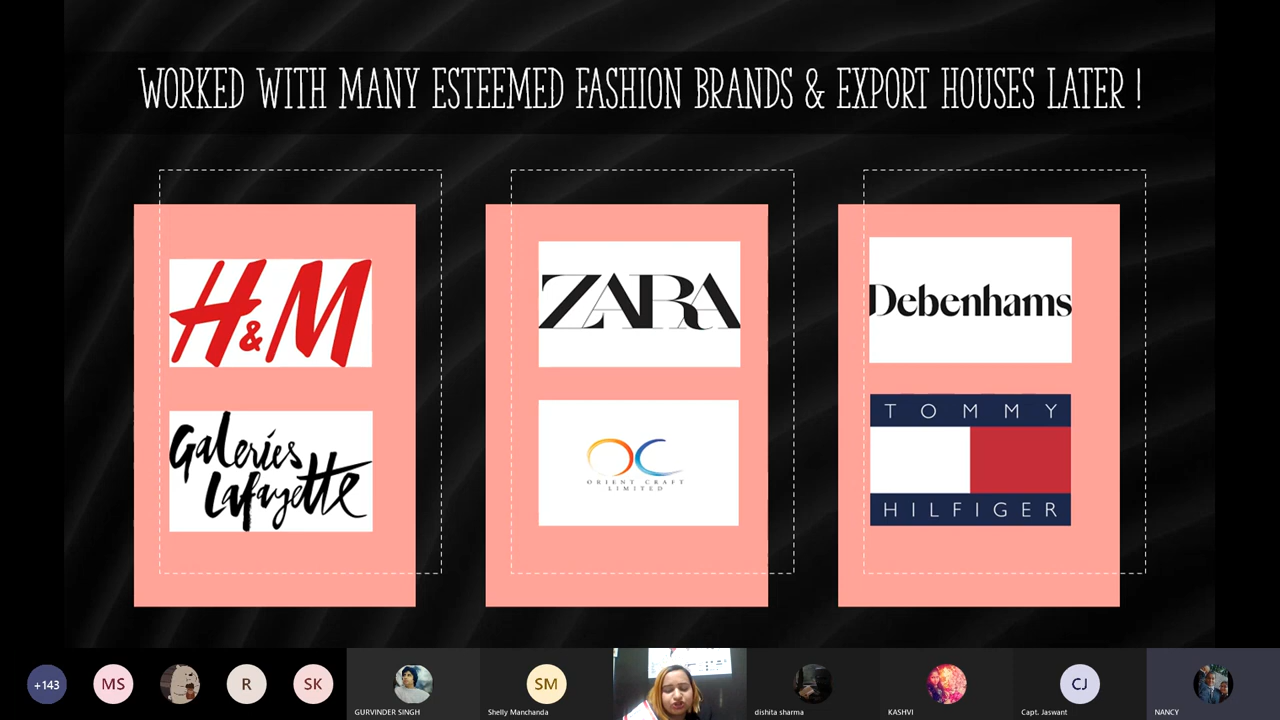 WORKED WITH MANY ESTEEMED FASHION BRANDS & EXPORT HOUSES LATER !
H&M
ZARA
Debenhams
Galeries
Lafayette
OC
ORIENT CRAFT
LIMITED
TOMMY
HILFIGER
+143
MS
R
SK
GURVINDER SINGH
SM
Shelly Manchanda
dishita sharma
KASHVI
CJ
Capt. Jaswant
NANCY